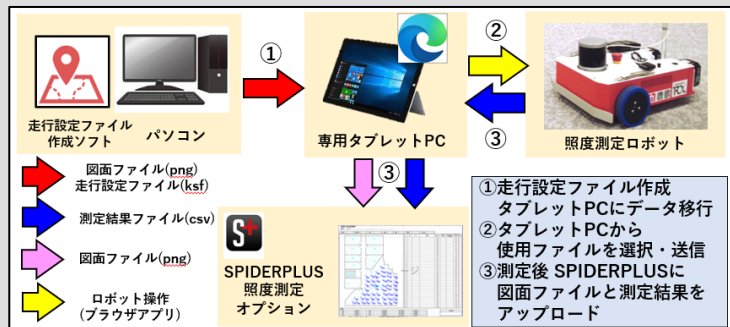 走行設定ファイル
作成ソフト
パソコン
①
専用タブレットPC
②
③
照度測定ロボット
図面ファイル(png)
走行設定ファイル(ksf)
測定結果ファイル(csv)
図面ファイル(png)
ロボット操作
(ブラウザアプリ)
③
S+
SPIDERPLUS
照度測定
オプション
①走行設定ファイル作成
タブレットPCにデータ移行
②タブレットPCから
使用ファイルを選択・送信
③測定後 SPIDERPLUSに
図面ファイルと測定結果を
アップロード